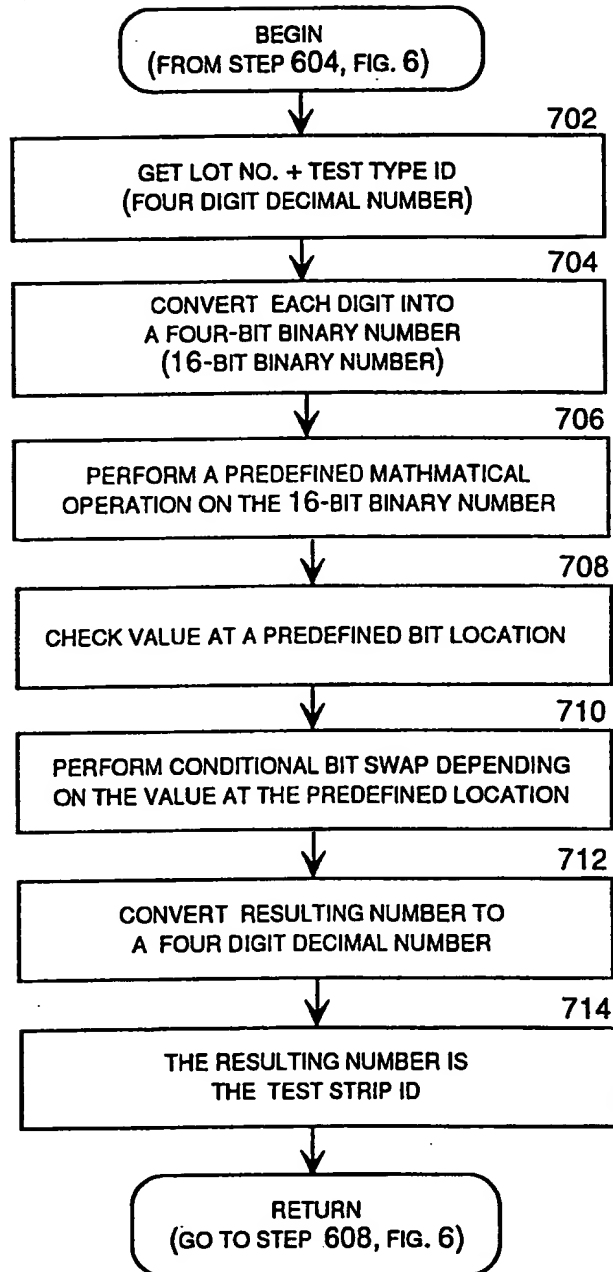 BEGIN
(FROM STEP 604, FIG. 6)
702
GET LOT NO. + TEST TYPE ID
(FOUR DIGIT DECIMAL NUMBER)
704
CONVERT EACH DIGIT INTO
A FOUR-BIT BINARY NUMBER
(16-BIT BINARY NUMBER)
706
PERFORM A PREDEFINED MATHMATICAL
OPERATION ON THE 16-BIT BINARY NUMBER
708
CHECK VALUE AT A PREDEFINED BIT LOCATION
710
PERFORM CONDITIONAL BIT SWAP DEPENDING
ON THE VALUE AT THE PREDEFINED LOCATION
712
CONVERT RESULTING NUMBER TO
A FOUR DIGIT DECIMAL NUMBER
714
THE RESULTING NUMBER IS
THE TEST STRIP ID
RETURN
(GO TO STEP 608, FIG. 6)